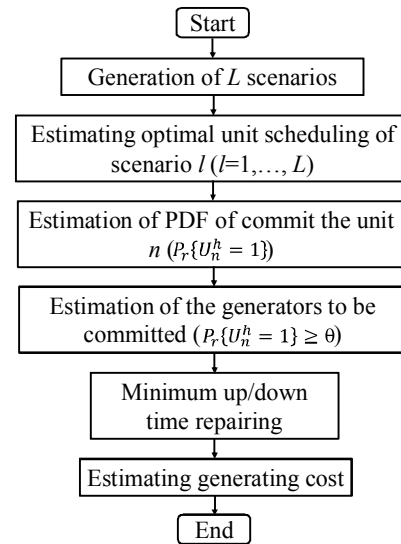 Start
Generation of L scenarios
Estimating optimal unit scheduling of
scenario l (l=1,…, L)
Estimation of PDF of commit the unit
n (P_r{U_n^h = 1})
Estimation of the generators to be
committed (P_r{U_n^h = 1} ≥ θ)
Minimum up/down
time repairing
Estimating generating cost
End